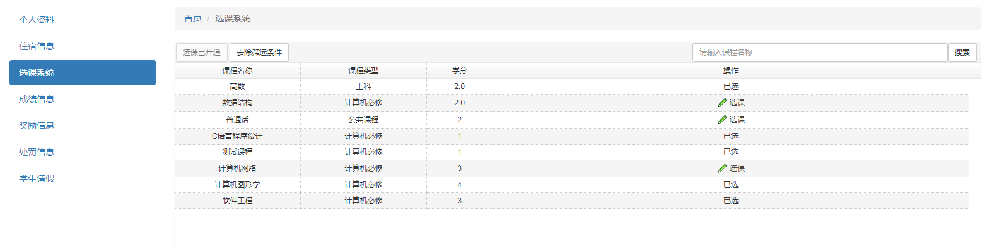 个人资料
住宿信息
选课系统
成绩信息
奖励信息
处罚信息
学生请假
首页 / 选课系统
选课已开通 去除筛选条件 请输入课程名称 搜索
课程名称 课程类型 学分 操作
高数 工科 2.0 已选
数据结构 计算机必修 2.0 选课
普通话 公共课程 2 选课
C语言程序设计 计算机必修 1 已选
测试课程 计算机必修 1 已选
计算机网络 计算机必修 3 选课
计算机图形学 计算机必修 4 已选
软件工程 计算机必修 3 已选